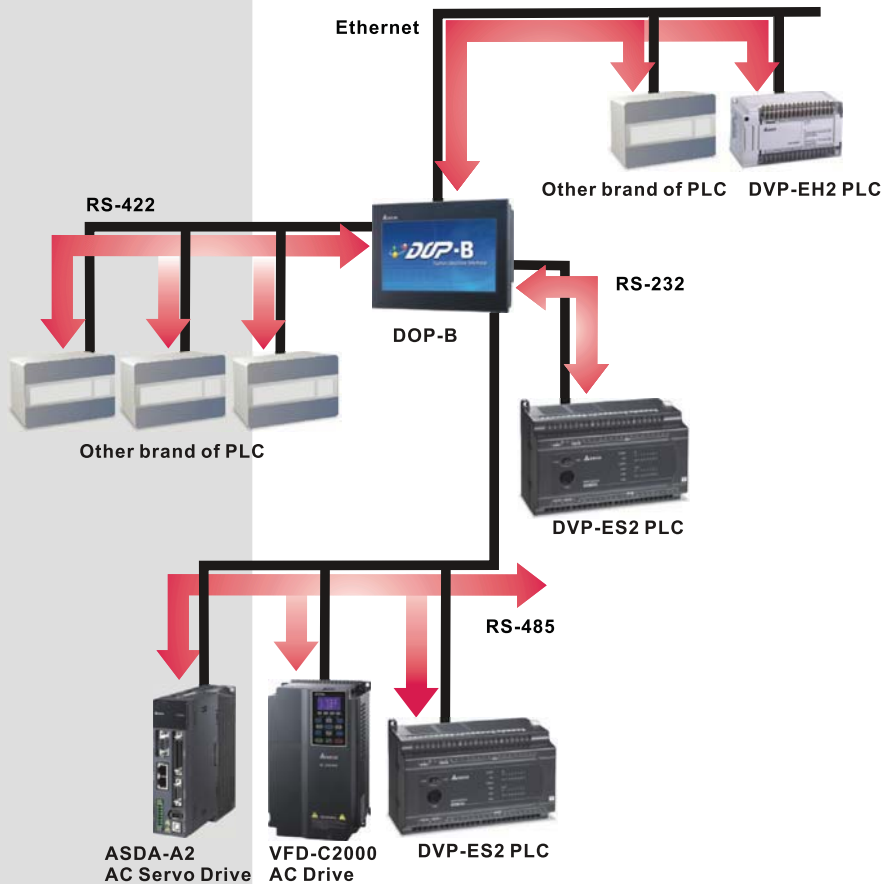 Ethernet
Other brand of PLC
DVP-EH2 PLC
RS-422
DOP-B
RS-232
DOP-B
Other brand of PLC
DVP-ES2 PLC
RS-485
ASDA-A2
AC Servo Drive
VFD-C2000
AC Drive
DVP-ES2 PLC